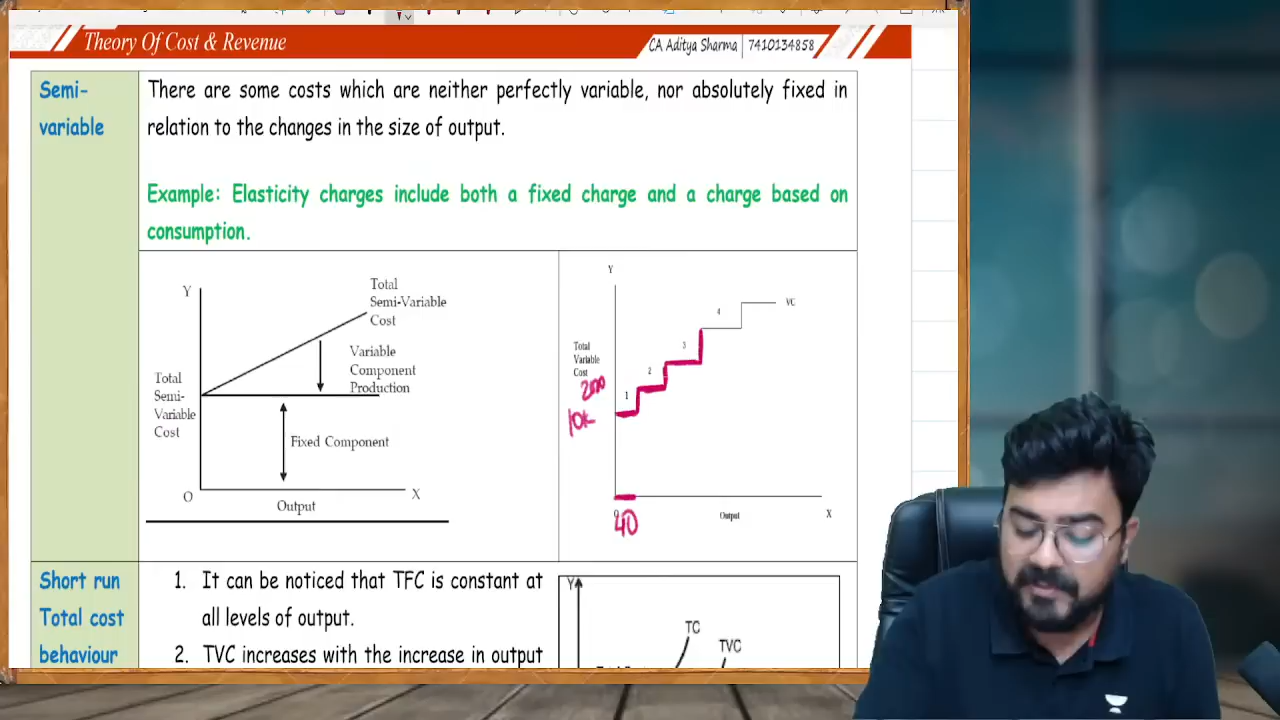 Theory Of Cost & Revenue
CA Aditya Sharma | 7410134858
Semi-
variable
There are some costs which are neither perfectly variable, nor absolutely fixed in
relation to the changes in the size of output.
Example: Elasticity charges include both a fixed charge and a charge based on
consumption.
Y
Total
Semi-Variable
Cost
Variable
Component
Production
Total
Semi-
Variable
Cost
Fixed Component
O
X
Output
Y
VC
4
3
Total
Variable
Cost
2
1
10K
40
Output
X
Short run
Total cost
behaviour
1. It can be noticed that TFC is constant at
all levels of output.
2. TVC increases with the increase in output
Y
TC
TVC